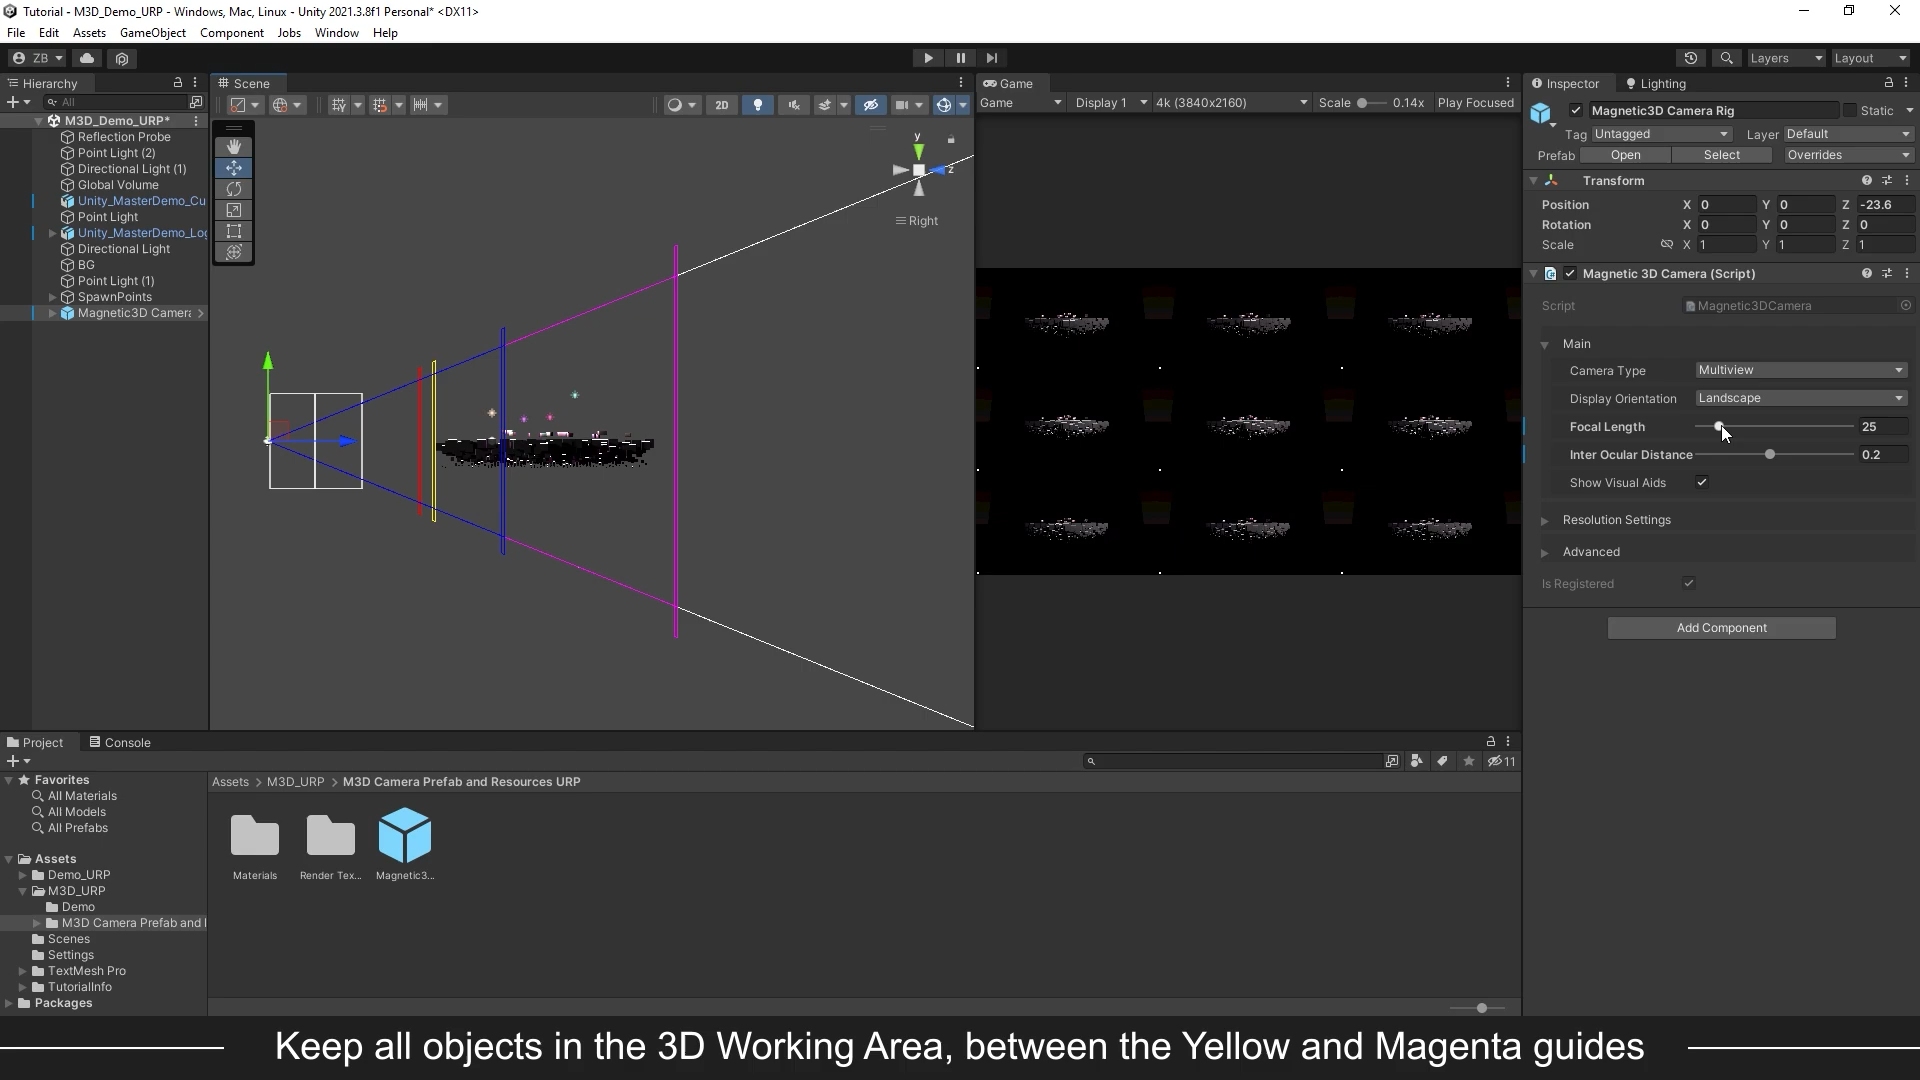 Tutorial - M3D_Demo_URP - Windows, Mac, Linux - Unity 2021.3.8f1 Personal* <DX11>
File Edit Assets GameObject Component Jobs Window Help
ZB
Layers
Layout
Hierarchy
All
M3D_Demo_URP*
Reflection Probe
Point Light (2)
Directional Light (1)
Global Volume
Unity_MasterDemo_Cu
Point Light
Unity_MasterDemo_Log
Directional Light
BG
Point Light (1)
SpawnPoints
Magnetic3D Camera
Scene
2D
y
z
Right
Game
Game
Display 1
4k (3840x2160)
Scale 0.14x
Play Focused
Inspector
Lighting
Magnetic3D Camera Rig
Static
Tag Untagged
Layer Default
Prefab Open Select Overrides
Transform
Position X 0 Y 0 Z -23.6
Rotation X 0 Y 0 Z 0
Scale X 1 Y 1 Z 1
Magnetic 3D Camera (Script)
Script Magnetic3DCamera
Main
Camera Type Multiview
Display Orientation Landscape
Focal Length 25
Inter Ocular Distance 0.2
Show Visual Aids
Resolution Settings
Advanced
Is Registered
Add Component
Project
Console
11
Favorites
All Materials
All Models
All Prefabs
Assets
Demo_URP
M3D_URP
Demo
M3D Camera Prefab and
Scenes
Settings
TextMesh Pro
TutorialInfo
Packages
Assets > M3D_URP > M3D Camera Prefab and Resources URP
Materials
Render Tex...
Magnetic3...
Keep all objects in the 3D Working Area, between the Yellow and Magenta guides